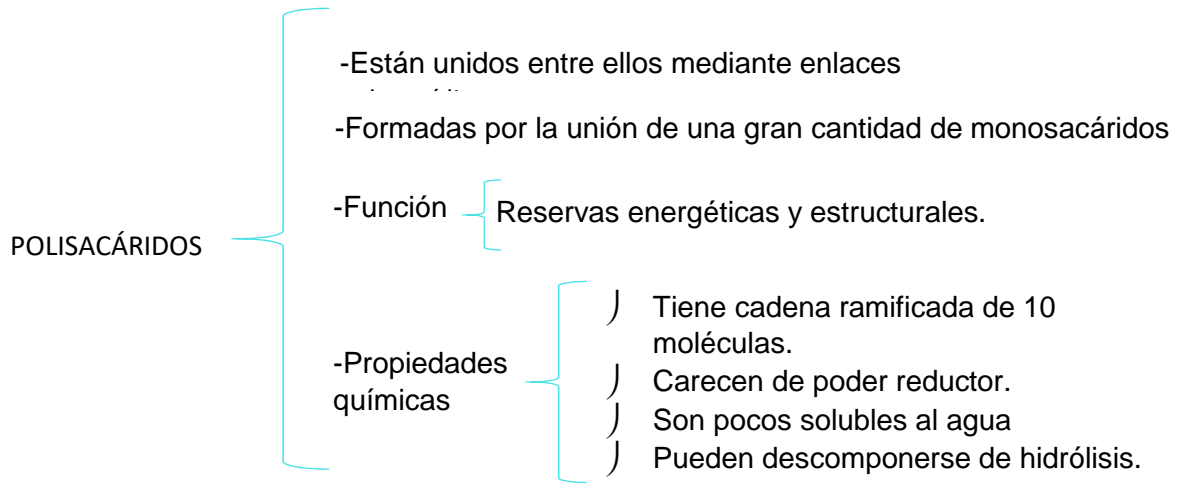 -Están unidos entre ellos mediante enlaces
-Formadas por la unión de una gran cantidad de monosacáridos
-Función
Reservas energéticas y estructurales.
POLISACÁRIDOS
-Propiedades
químicas
Tiene cadena ramificada de 10
moléculas.
Carecen de poder reductor.
Son pocos solubles al agua
Pueden descomponerse de hidrólisis.